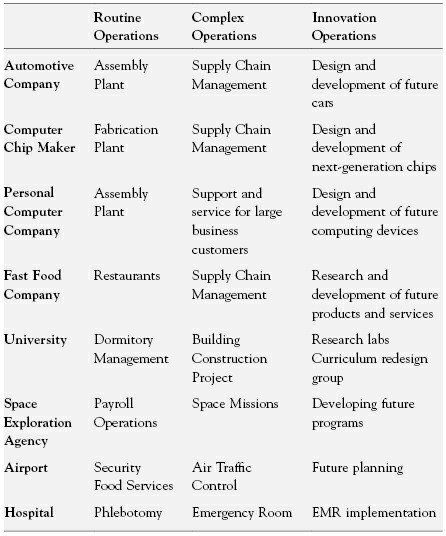 Routine Operations Complex Operations Innovation Operations
Automotive Company Assembly Plant Supply Chain Management Design and development of future cars
Computer Chip Maker Fabrication Plant Supply Chain Management Design and development of next-generation chips
Personal Computer Company Assembly Plant Support and service for large business customers Design and development of future computing devices
Fast Food Company Restaurants Supply Chain Management Research and development of future products and services
University Dormitory Management Building Construction Project Research labs Curriculum redesign group
Space Exploration Agency Payroll Operations Space Missions Developing future programs
Airport Security Food Services Air Traffic Control Future planning
Hospital Phlebotomy Emergency Room EMR implementation